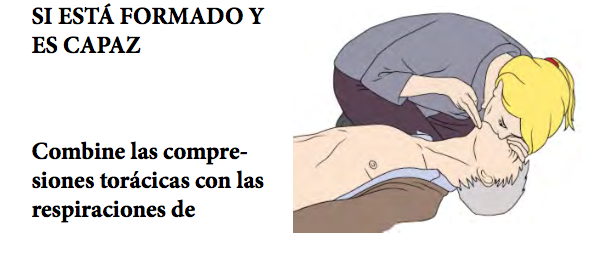 SI ESTÁ FORMADO Y
ES CAPAZ
Combine las compre-
siones torácicas con las
respiraciones de